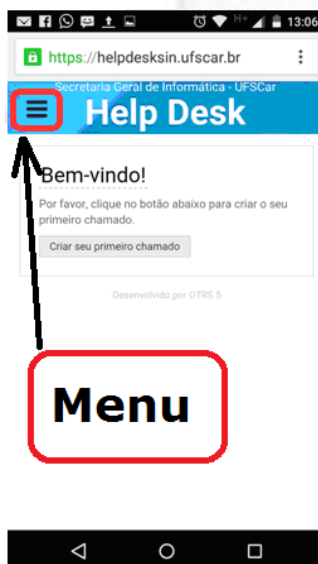 H+ 13:06
https://helpdesksin.ufscar.br
Secretaria Geral de Informática - UFSCar
Help Desk
Bem-vindo!
Por favor, clique no botão abaixo para criar o seu
primeiro chamado.
Criar seu primeiro chamado
Desenvolvido por OTRS 5
Menu